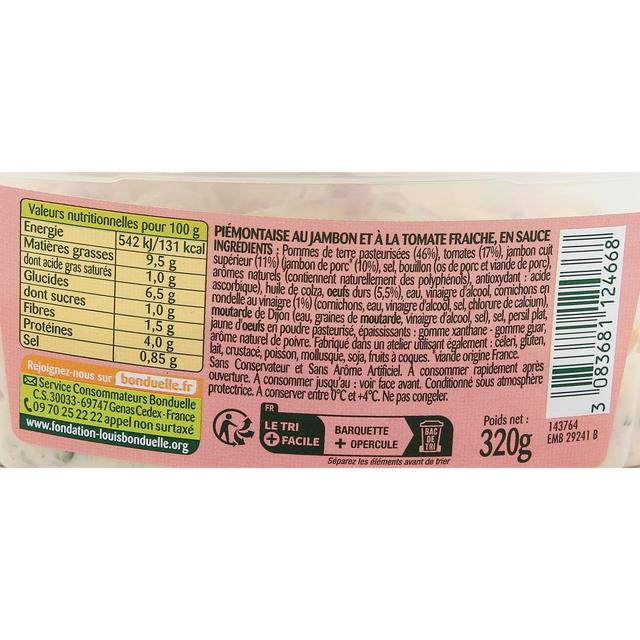 Valeurs nutritionnelles pour 100 g
Energie 542 kJ/131 kcal
Matières grasses 9,5 g
dont acide gras saturés 1,0 g
Glucides 6,5 g
dont sucres 1,0 g
Fibres 1,5 g
Protéines 4,0 g
Sel 0,85 g
Rejoignez-nous sur bonduelle.fr
Service Consommateurs Bonduelle
C.S.30033-69747 Genas Cedex-France
09 70 25 22 22 appel non surtaxé
www.fondation-louisbonduelle.org
PIÉMONTAISE AU JAMBON ET À LA TOMATE FRAICHE, EN SAUCE
INGRÉDIENTS : Pommes de terre pasteurisées (46%), tomates (17%), jambon cuit
supérieur (11%) (jambon de porc* (10%), sel, bouillon (os de porc et viande de porc),
arômes naturels (contiennent naturellement des polyphénols), antioxydant : acide
ascorbique), huile de colza, oeufs durs (5,5%), eau, vinaigre d'alcool, cornichons en
rondelle au vinaigre (1%) (cornichons, eau, vinaigre d'alcool, sel, chlorure de calcium),
moutarde de Dijon (eau, graines de moutarde, vinaigre d'alcool, sel), sel, persil plat,
jaune d'oeufs en poudre pasteurisé, épaississants : gomme xanthane - gomme guar,
arôme naturel de poivre. Fabriqué dans un atelier utilisant également : céleri, gluten,
lait, crustacé, poisson, mollusque, soja, fruits à coques. *viande origine France.
Sans Conservateur et Sans Arôme Artificiel. A consommer rapidement après
ouverture. À consommer jusqu'au : voir face avant. Conditionné sous atmosphère
protectrice. A conserver entre 0°C et +4°C. Ne pas congeler.
FR
LE TRI
+ FACILE
BARQUETTE
+ OPERCULE
BAC
DE
TRI
Séparez les éléments avant de trier
Poids net :
320g
143764
EMB 29241 B
3 083681 124668